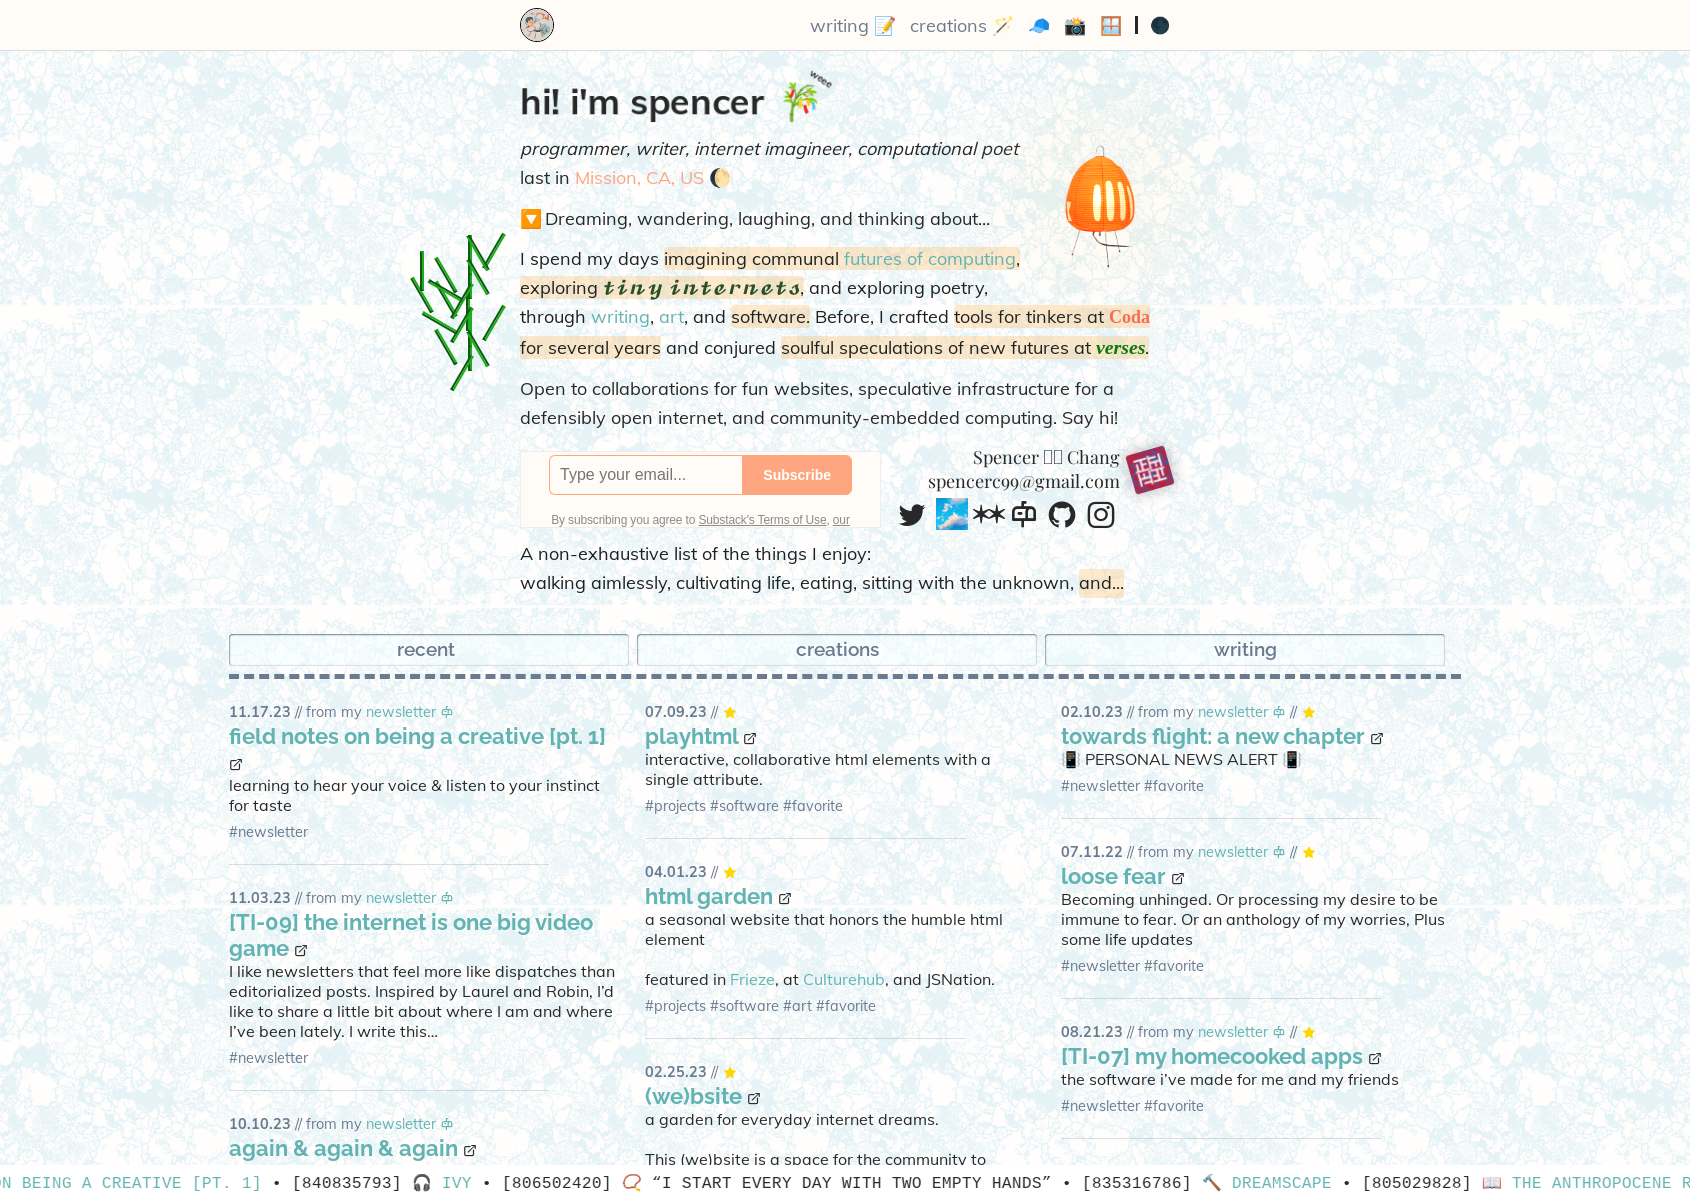 writing 📝 creations 🪄 🧢 📸 🪟 | 🌑
hi! i'm spencer 🎋 weee
programmer, writer, internet imagineer, computational poet
last in Mission, CA, US 🌔
🔽 Dreaming, wandering, laughing, and thinking about...
I spend my days imagining communal futures of computing,
exploring tiny internets, and exploring poetry,
through writing, art, and software. Before, I crafted tools for tinkers at Coda
for several years and conjured soulful speculations of new futures at verses.
Open to collaborations for fun websites, speculative infrastructure for a
defensibly open internet, and community-embedded computing. Say hi!
Type your email... Subscribe
By subscribing you agree to Substack's Terms of Use, our
Spencer Chang
spencerc99@gmail.com
A non-exhaustive list of the things I enjoy:
walking aimlessly, cultivating life, eating, sitting with the unknown, and...
recent
11.17.23 // from my newsletter
field notes on being a creative [pt. 1]
learning to hear your voice & listen to your instinct
for taste
#newsletter
11.03.23 // from my newsletter
[TI-09] the internet is one big video
game
I like newsletters that feel more like dispatches than
editorialized posts. Inspired by Laurel and Robin, I’d
like to share a little bit about where I am and where
I’ve been lately. I write this...
#newsletter
10.10.23 // from my newsletter
again & again & again
creations
07.09.23 // ⭐
playhtml
interactive, collaborative html elements with a
single attribute.
#projects #software #favorite
04.01.23 // ⭐
html garden
a seasonal website that honors the humble html
element
featured in Frieze, at Culturehub, and JSNation.
#projects #software #art #favorite
02.25.23 // ⭐
(we)bsite
a garden for everyday internet dreams.
This (we)bsite is a space for the community to
writing
02.10.23 // from my newsletter // ⭐
towards flight: a new chapter
📳 PERSONAL NEWS ALERT 📳
#newsletter #favorite
07.11.22 // from my newsletter // ⭐
loose fear
Becoming unhinged. Or processing my desire to be
immune to fear. Or an anthology of my worries, Plus
some life updates
#newsletter #favorite
08.21.23 // from my newsletter // ⭐
[TI-07] my homecooked apps
the software i’ve made for me and my friends
#newsletter #favorite
ON BEING A CREATIVE [PT. 1] • [840835793] 🎧 IVY • [806502420] 📿 “I START EVERY DAY WITH TWO EMPTY HANDS” • [835316786] 🔨 DREAMSCAPE • [805029828] 📖 THE ANTHROPOCENE R